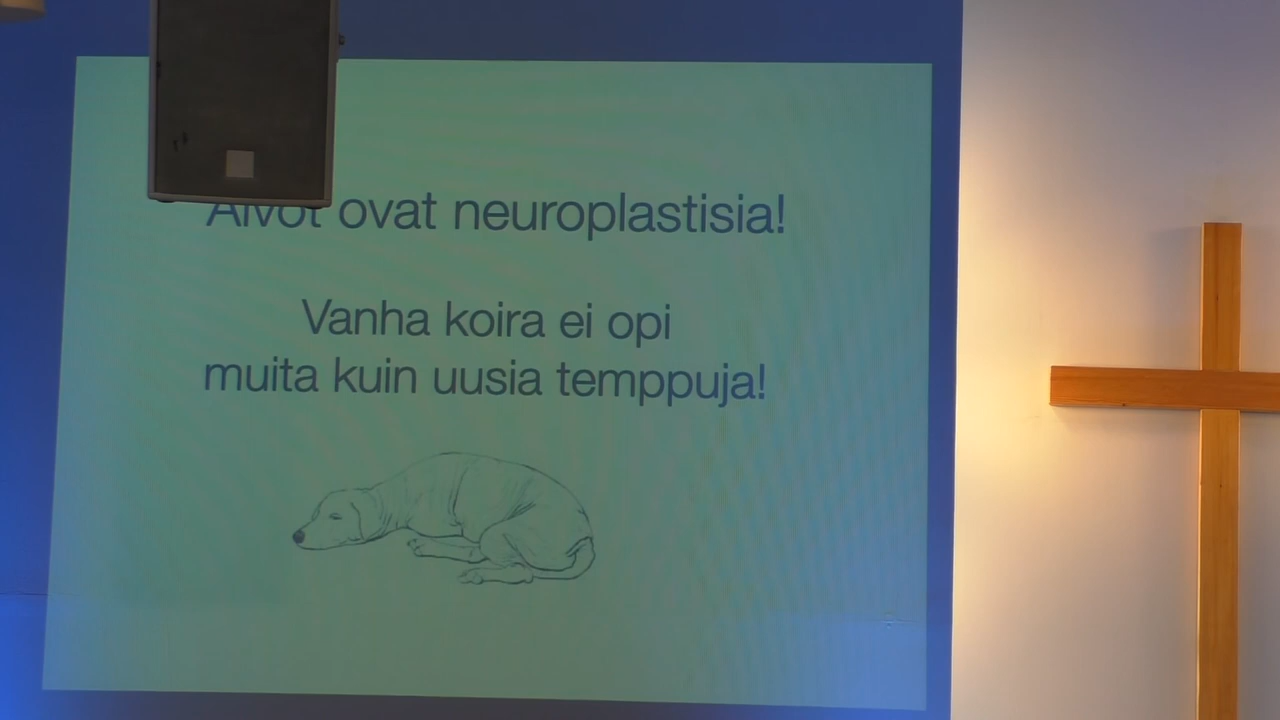 Aivot ovat neuroplastisia!
Vanha koira ei opi
muita kuin uusia temppuja!